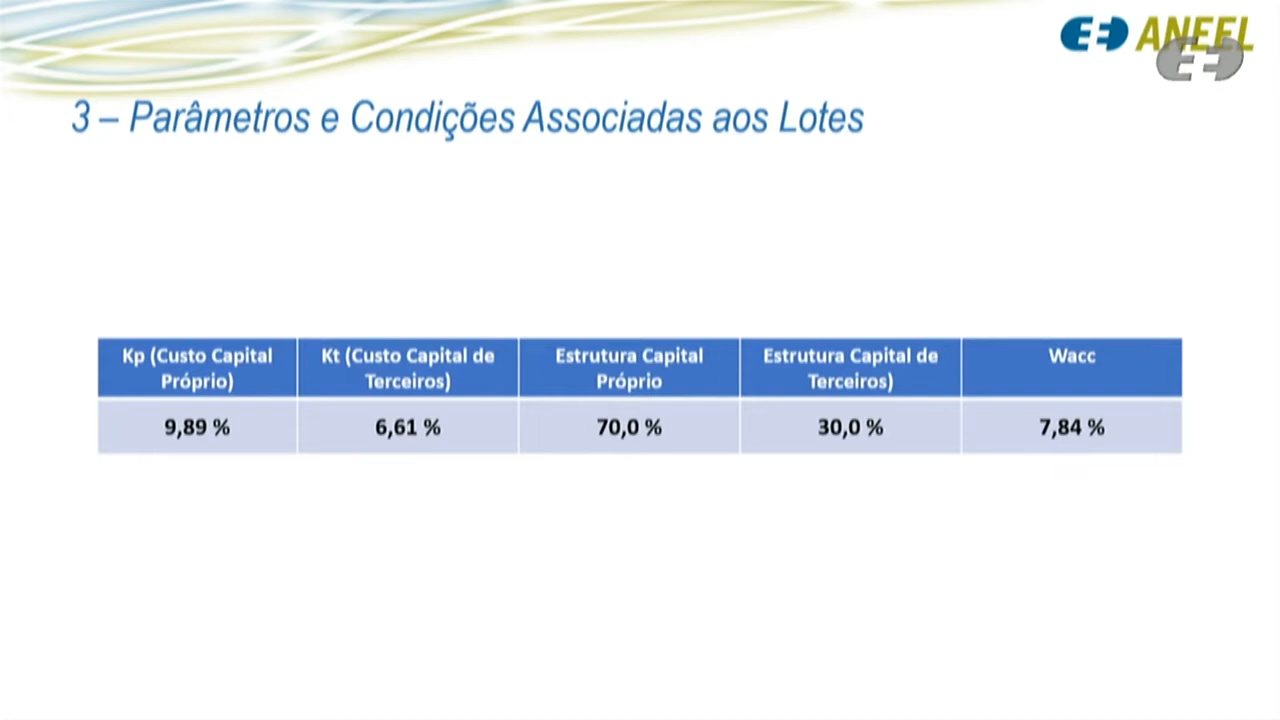 ANEEL
3 – Parâmetros e Condições Associadas aos Lotes
Kp (Custo Capital Próprio) Kt (Custo Capital de Terceiros) Estrutura Capital Próprio Estrutura Capital de Terceiros) Wacc
9,89 % 6,61 % 70,0 % 30,0 % 7,84 %